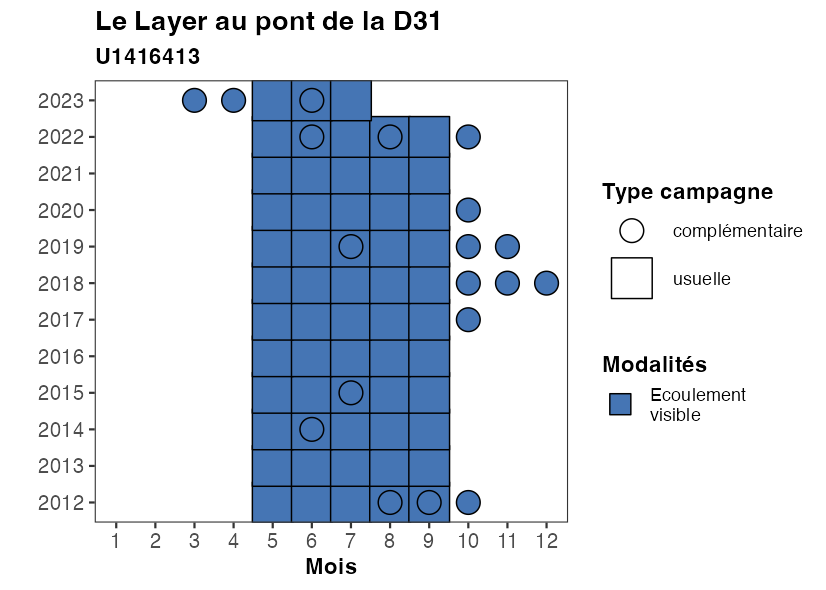 Le Layer au pont de la D31
U1416413
2023
2022
2021
2020
2019
2018
2017
2016
2015
2014
2013
2012
1 2 3 4 5 6 7 8 9 10 11 12
Mois
Type campagne
complémentaire
usuelle
Modalités
Ecoulement
visible